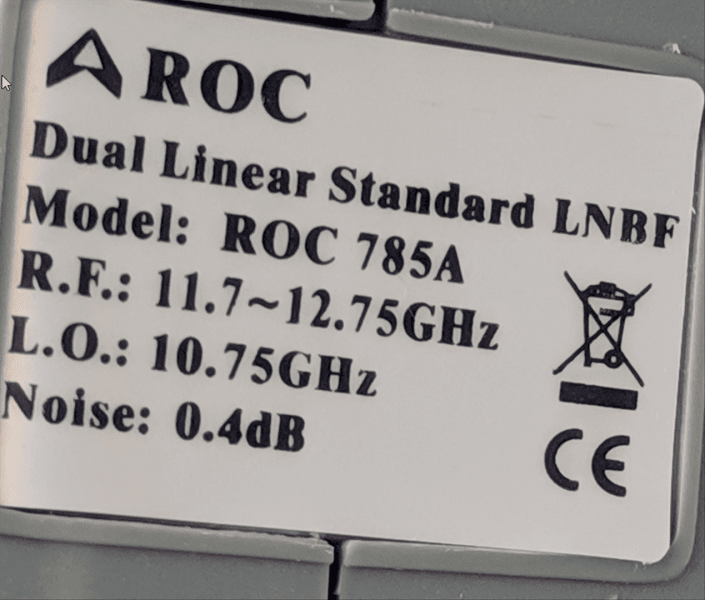 ROC
Dual Linear Standard LNBF
Model: ROC 785A
R.F.: 11.7~12.75GHz
L.O.: 10.75GHz
Noise: 0.4dB
CE